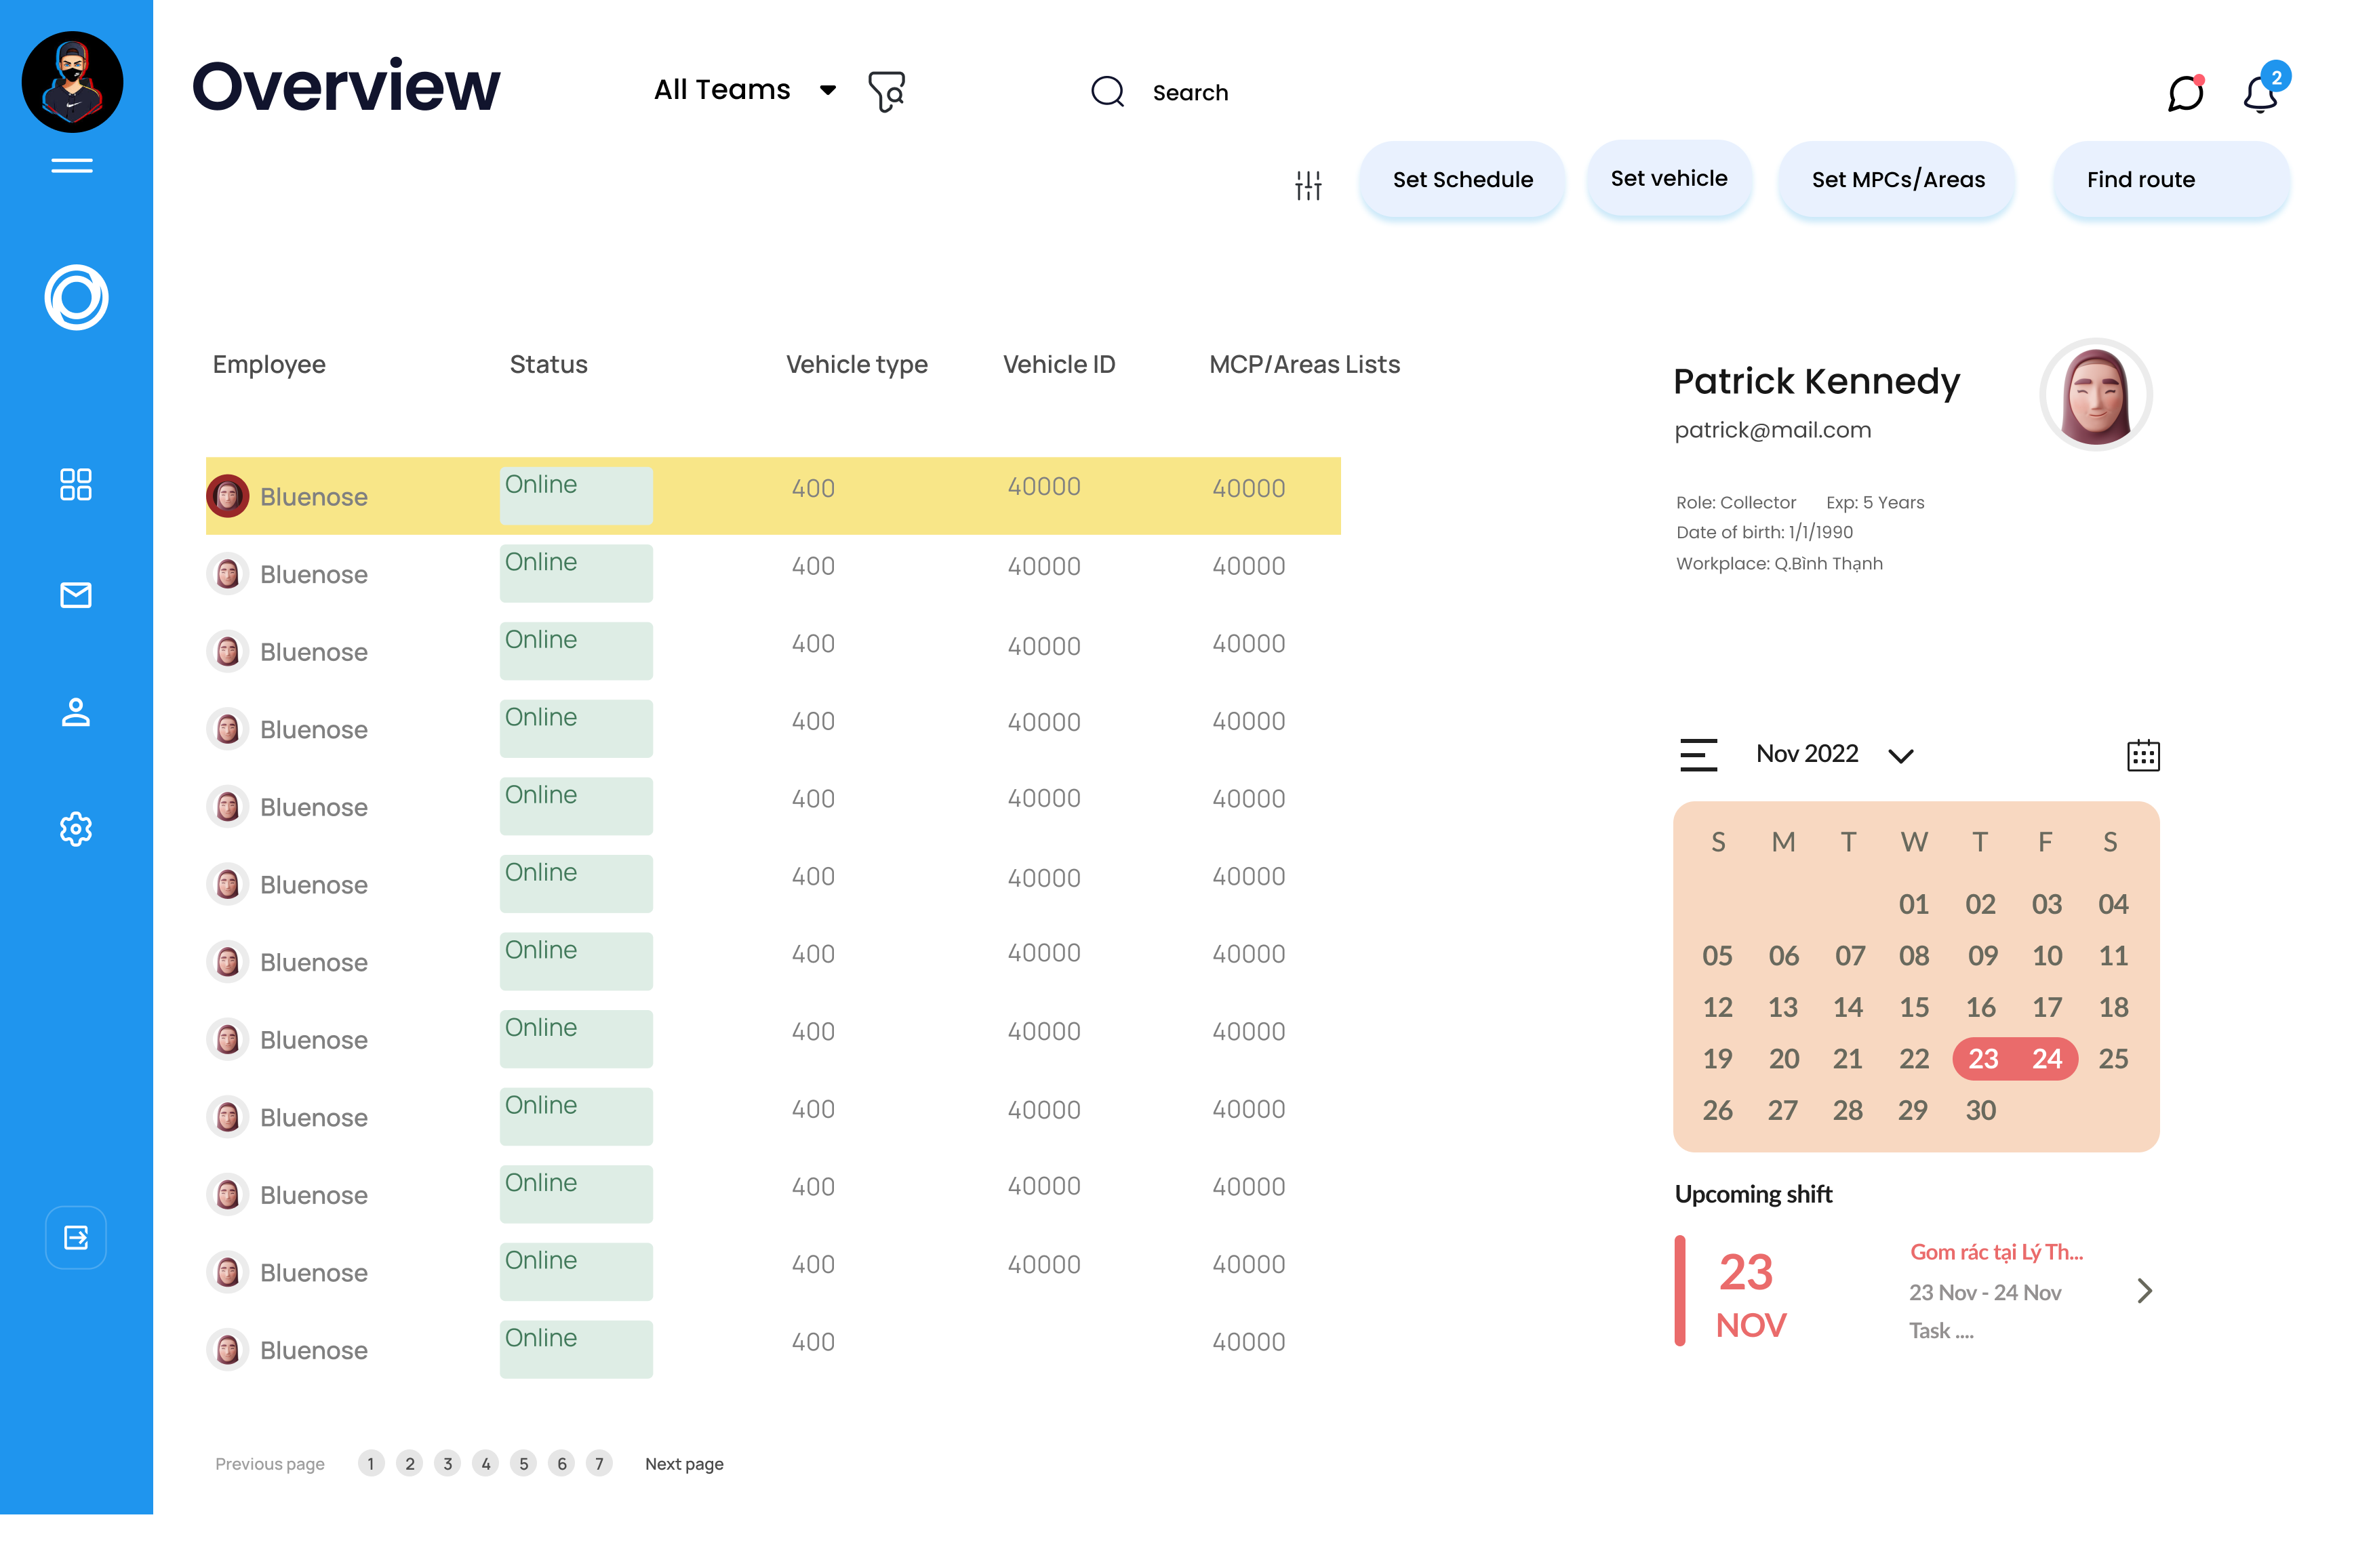 Overview
All Teams
Search
2
Set Schedule
Set vehicle
Set MPCs/Areas
Find route
Employee Status Vehicle type Vehicle ID MCP/Areas Lists
Bluenose Online 400 40000 40000
Bluenose Online 400 40000 40000
Bluenose Online 400 40000 40000
Bluenose Online 400 40000 40000
Bluenose Online 400 40000 40000
Bluenose Online 400 40000 40000
Bluenose Online 400 40000 40000
Bluenose Online 400 40000 40000
Bluenose Online 400 40000 40000
Bluenose Online 400 40000 40000
Bluenose Online 400 40000 40000
Bluenose Online 400 40000
Previous page 1 2 3 4 5 6 7 Next page
Patrick Kennedy
patrick@mail.com
Role: Collector Exp: 5 Years
Date of birth: 1/1/1990
Workplace: Q.Bình Thạnh
Nov 2022
S M T W T F S
01 02 03 04
05 06 07 08 09 10 11
12 13 14 15 16 17 18
19 20 21 22 23 24 25
26 27 28 29 30
Upcoming shift
23
NOV
Gom rác tại Lý Th...
23 Nov - 24 Nov
Task ....